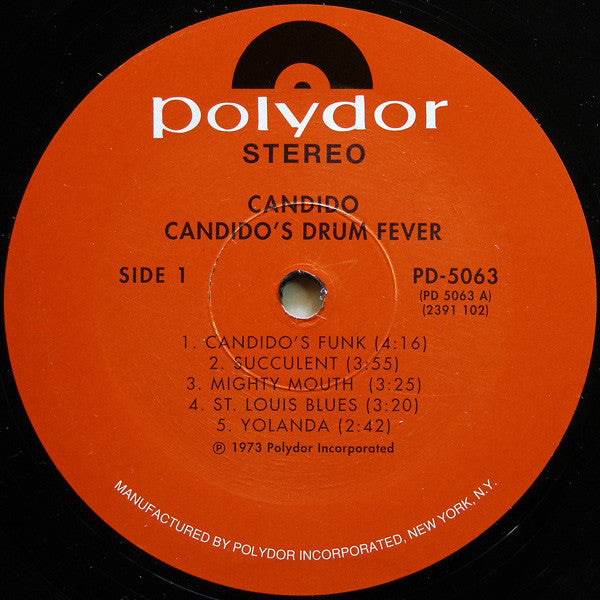 polydor
STEREO
CANDIDO
CANDIDO'S DRUM FEVER
SIDE 1
PD-5063
(PD 5063 A)
(2391 102)
1. CANDIDO'S FUNK (4:16)
2. SUCCULENT (3:55)
3. MIGHTY MOUTH (3:25)
4. ST. LOUIS BLUES (3:20)
5. YOLANDA (2:42)
℗ 1973 Polydor Incorporated
MANUFACTURED BY POLYDOR INCORPORATED, NEW YORK, N.Y.